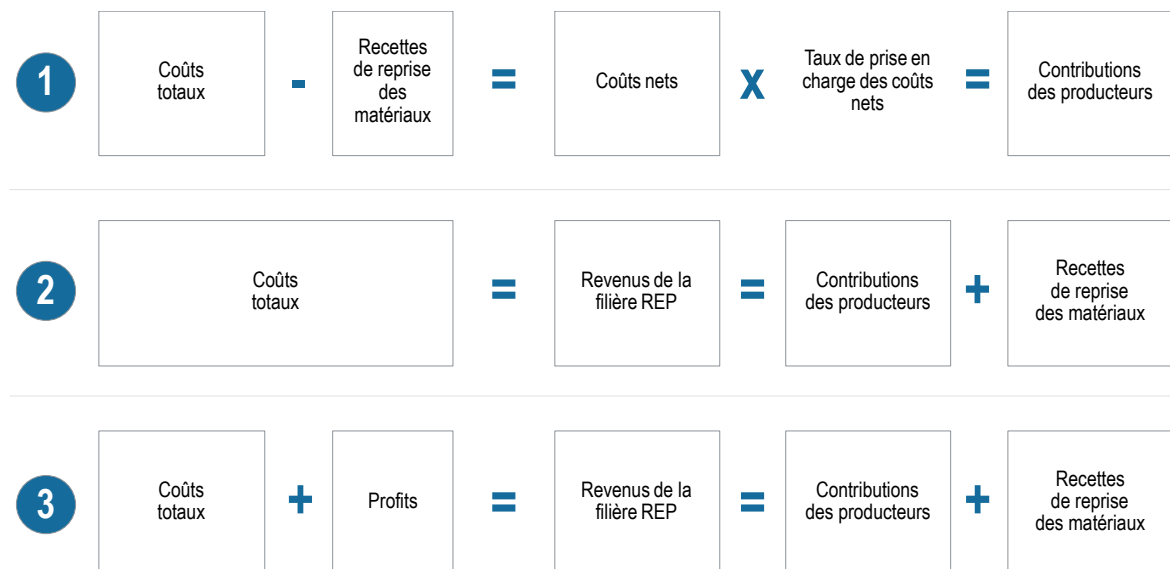 1
Coûts
totaux
-
Recettes
de reprise
des
matériaux
=
Coûts nets
x
Taux de prise en
charge des coûts
nets
=
Contributions
des producteurs
2
Coûts
totaux
=
Revenus de la
filière REP
=
Contributions
des producteurs
+
Recettes
de reprise
des matériaux
3
Coûts
totaux
+
Profits
=
Revenus de la
filière REP
=
Contributions
des producteurs
+
Recettes
de reprise
des matériaux